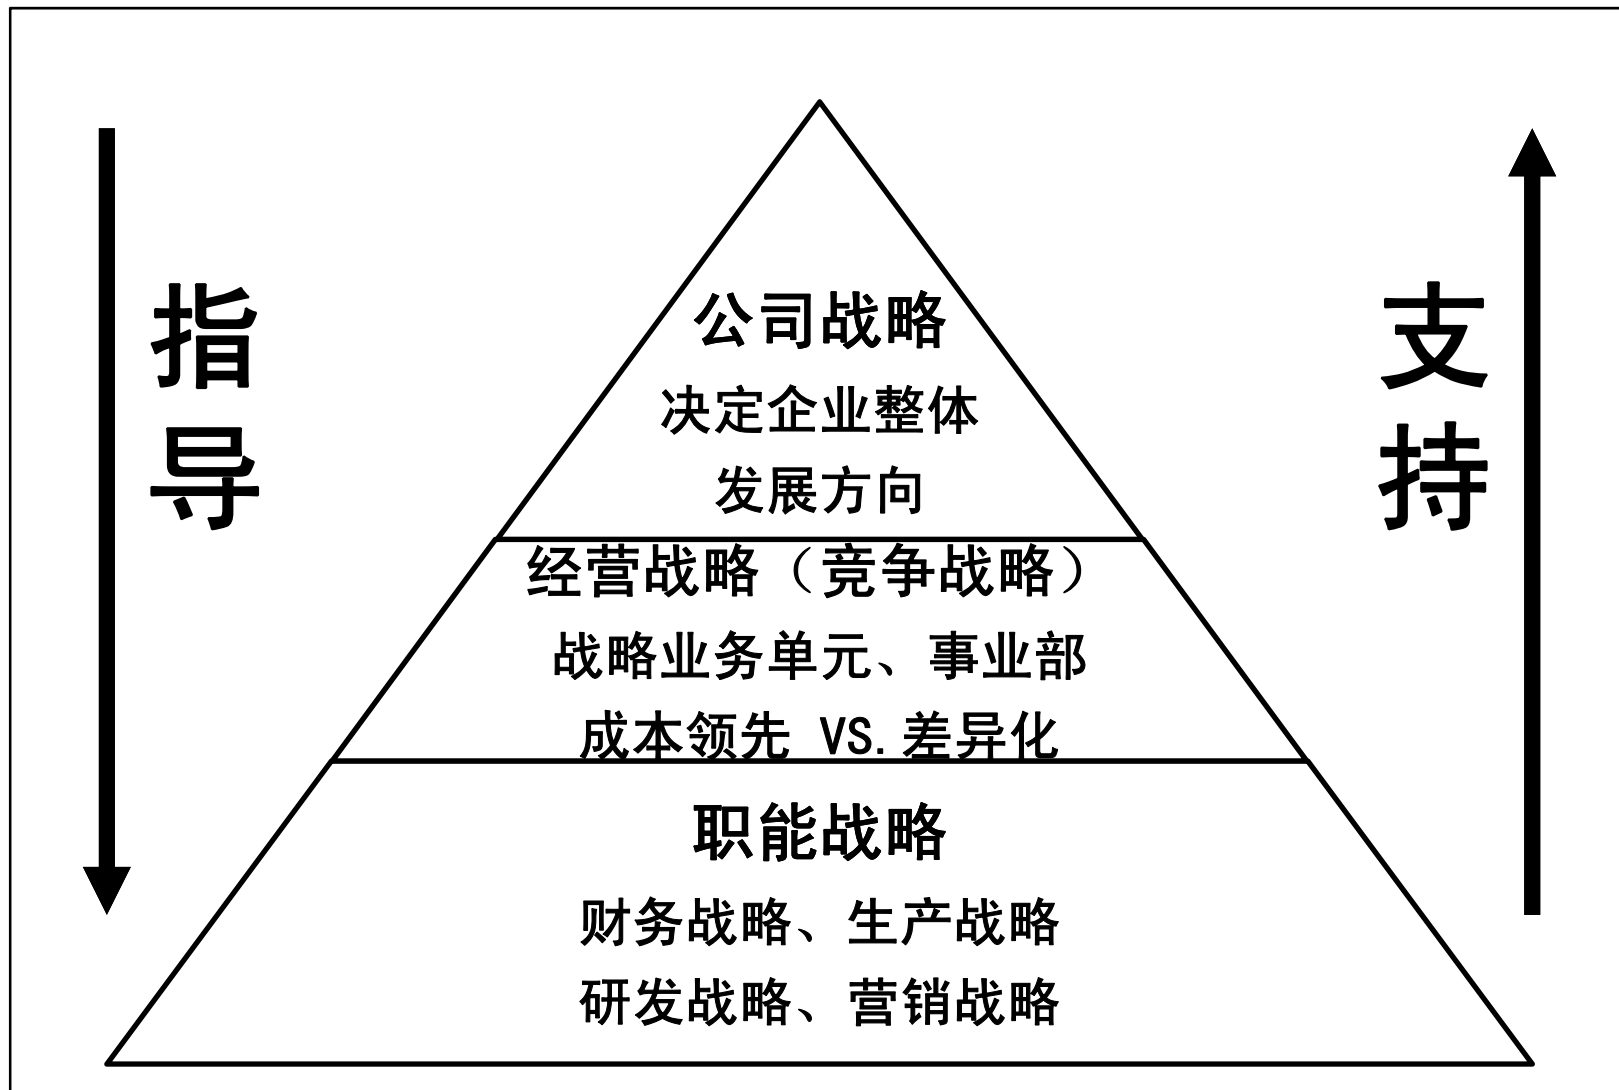 指导
公司战略
决定企业整体
发展方向
经营战略（竞争战略）
战略业务单元、事业部
成本领先 VS.差异化
职能战略
财务战略、生产战略
研发战略、营销战略
支持